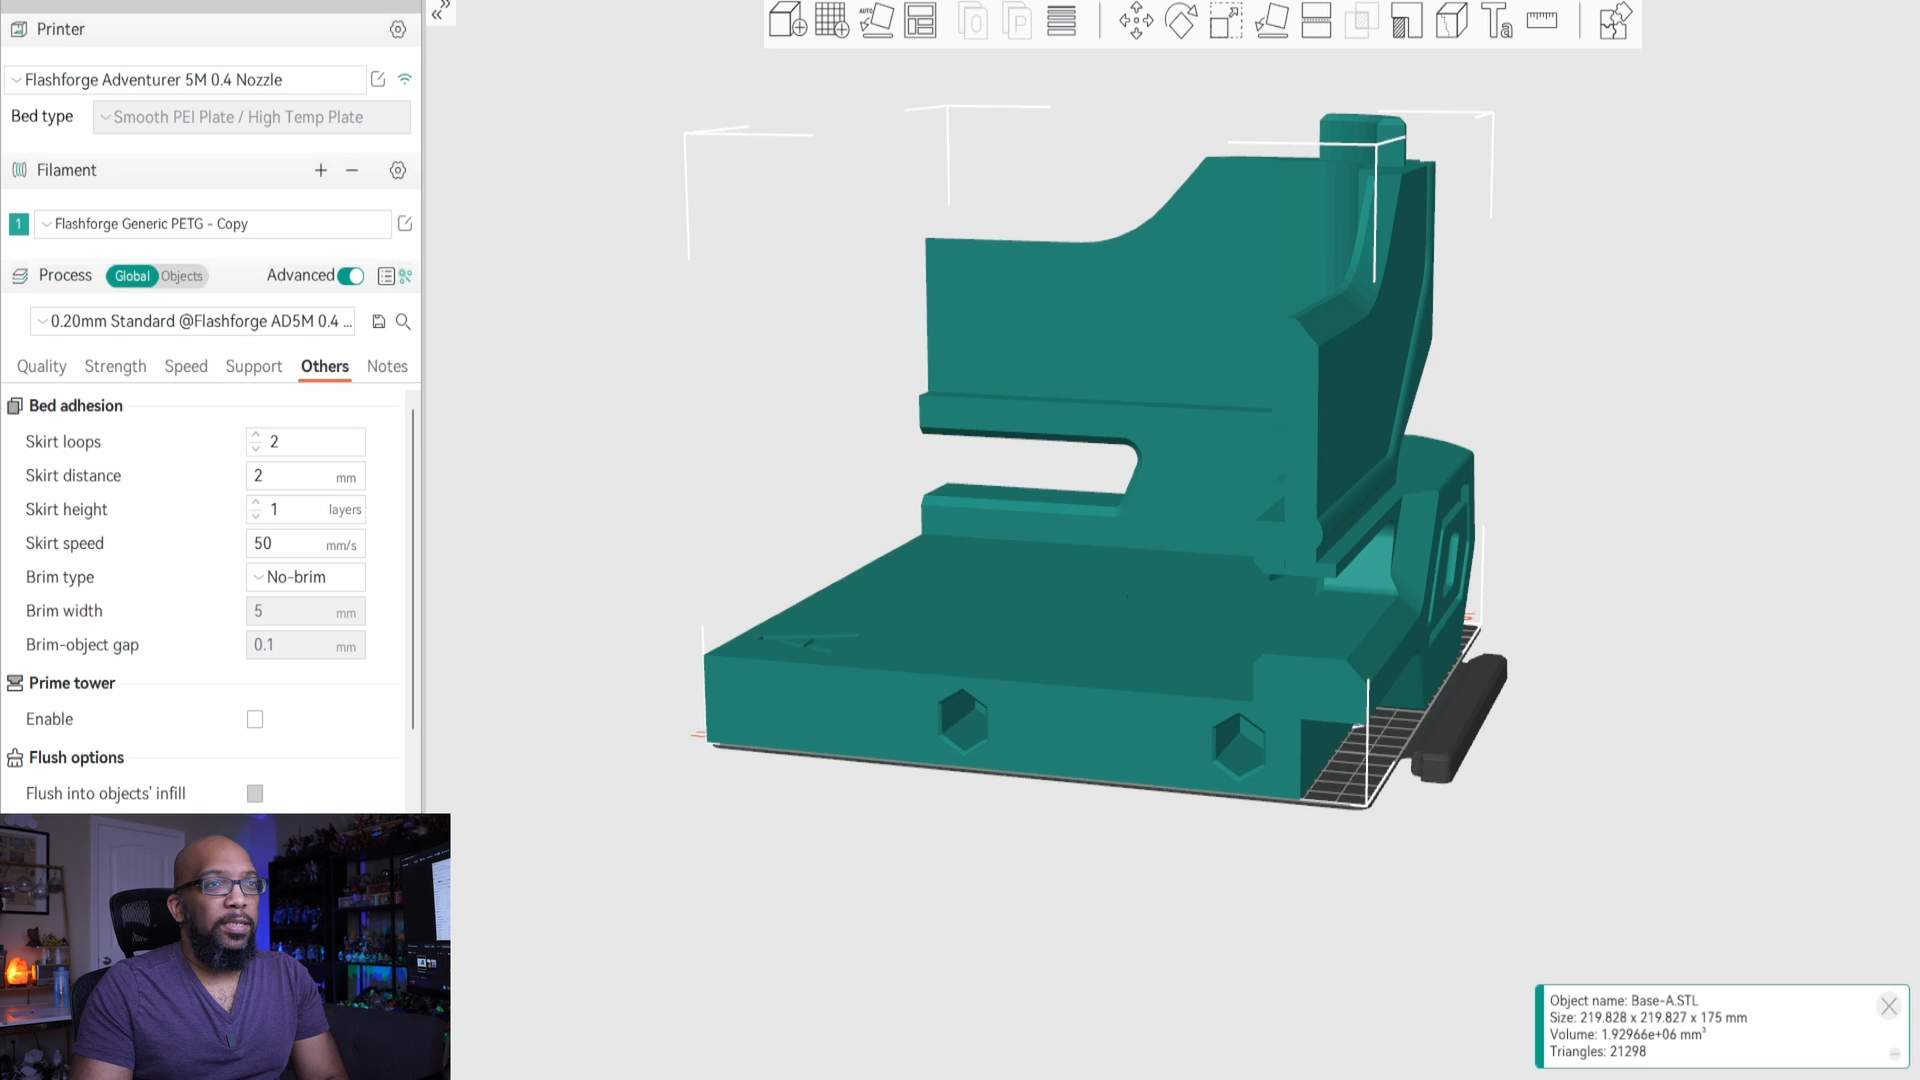 Printer
Flashforge Adventurer 5M 0.4 Nozzle
Bed type
Smooth PEI Plate / High Temp Plate
Filament
1
Flashforge Generic PETG - Copy
Process
Global
Objects
Advanced
0.20mm Standard @Flashforge AD5M 0.4 ...
Quality
Strength
Speed
Support
Others
Notes
Bed adhesion
Skirt loops
2
Skirt distance
2
mm
Skirt height
1
layers
Skirt speed
50
mm/s
Brim type
No-brim
Brim width
5
mm
Brim-object gap
0.1
mm
Prime tower
Enable
Flush options
Flush into objects' infill
AUTO
O
P
Ta
Object name: Base-A.STL
Size: 219.828 x 219.827 x 175 mm
Volume: 1.92966e+06 mm³
Triangles: 21298